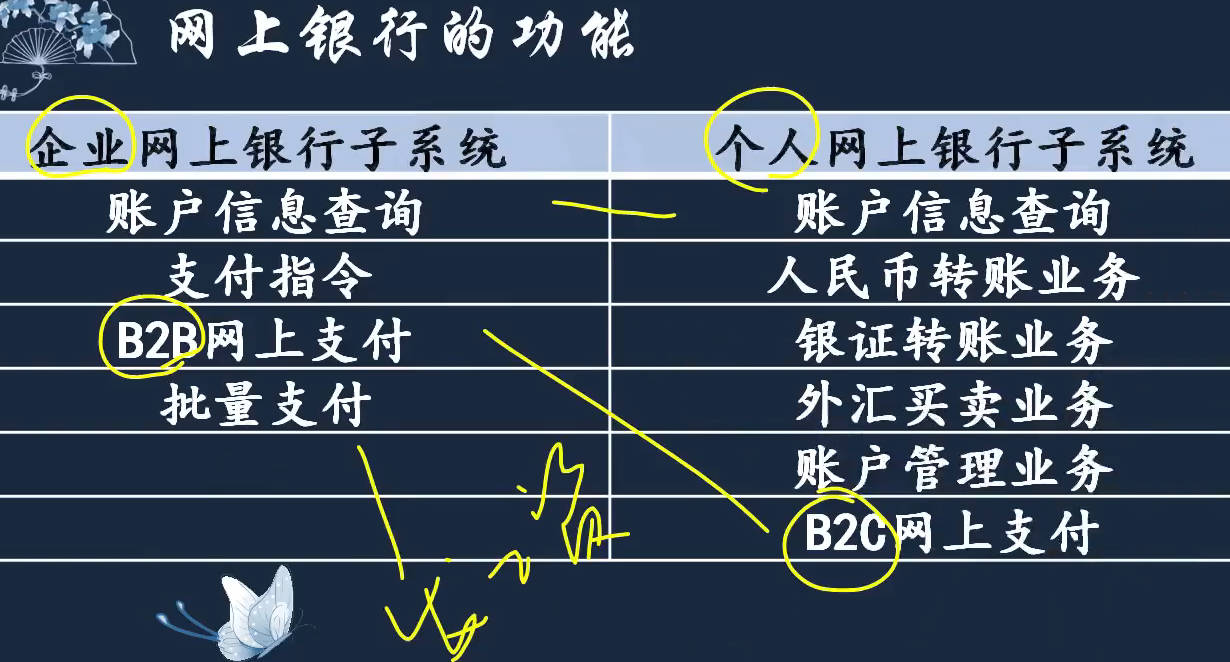 网上银行的功能
企业网上银行子系统 个人网上银行子系统
账户信息查询 账户信息查询
支付指令 人民币转账业务
B2B网上支付 银证转账业务
批量支付 外汇买卖业务
账户管理业务
B2C网上支付